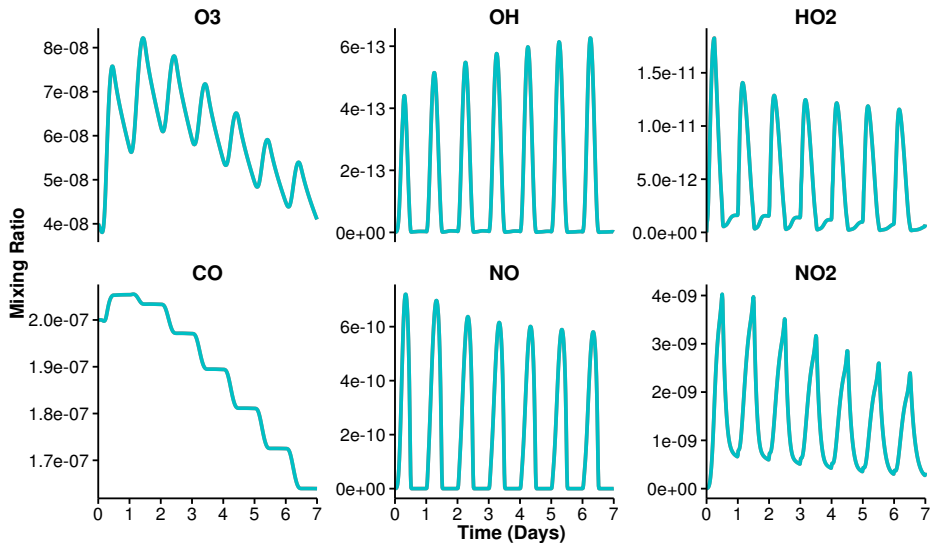 O3 OH HO2
8e-08
7e-08
6e-08
5e-08
4e-08
6e-13
4e-13
2e-13
0e+00
1.5e-11
1.0e-11
5.0e-12
0.0e+00
Mixing Ratio
CO NO NO2
2.0e-07
1.9e-07
1.8e-07
1.7e-07
6e-10
4e-10
2e-10
0e+00
4e-09
3e-09
2e-09
1e-09
0e+00
0 1 2 3 4 5 6 7 0 1 2 3 4 5 6 7 0 1 2 3 4 5 6 7
Time (Days)